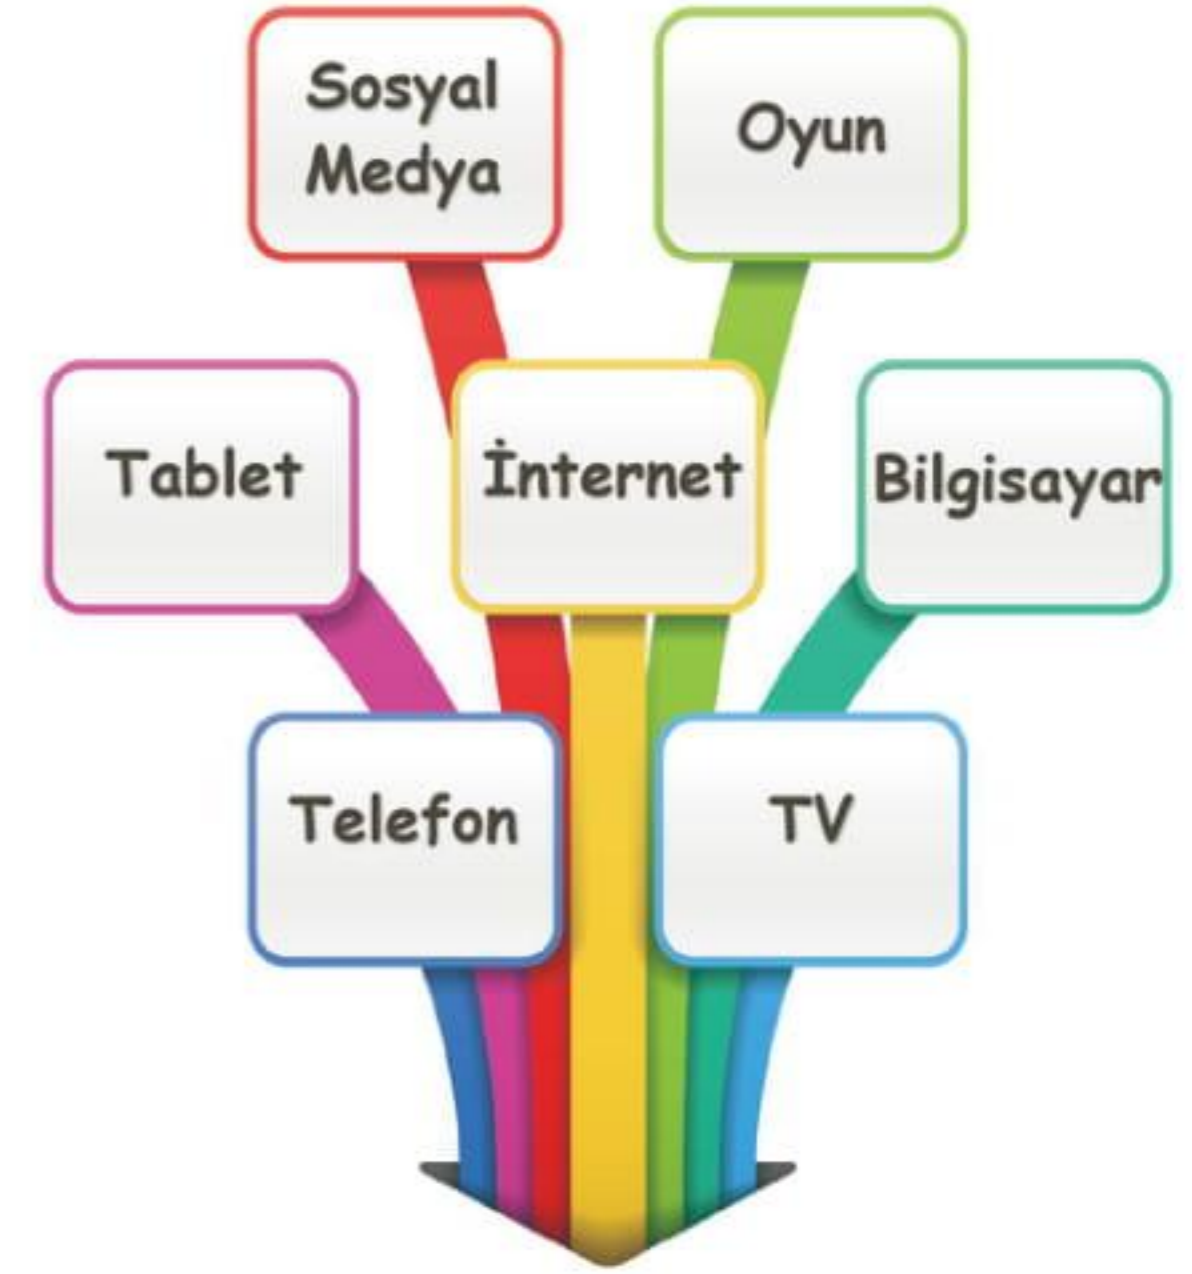 Sosyal
Medya
Oyun
Tablet
İnternet
Bilgisayar
Telefon
TV